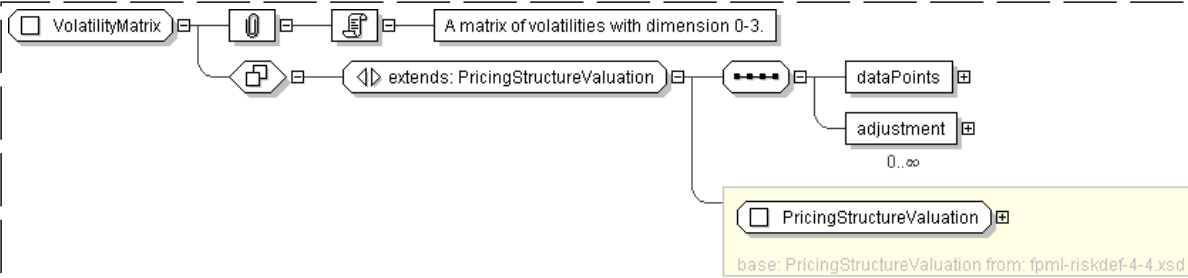 VolatilityMatrix
A matrix of volatilities with dimension 0-3.
extends: PricingStructureValuation
dataPoints
adjustment
0..∞
PricingStructureValuation
base: PricingStructureValuation from: fpml-riskdef-4-4.xsd